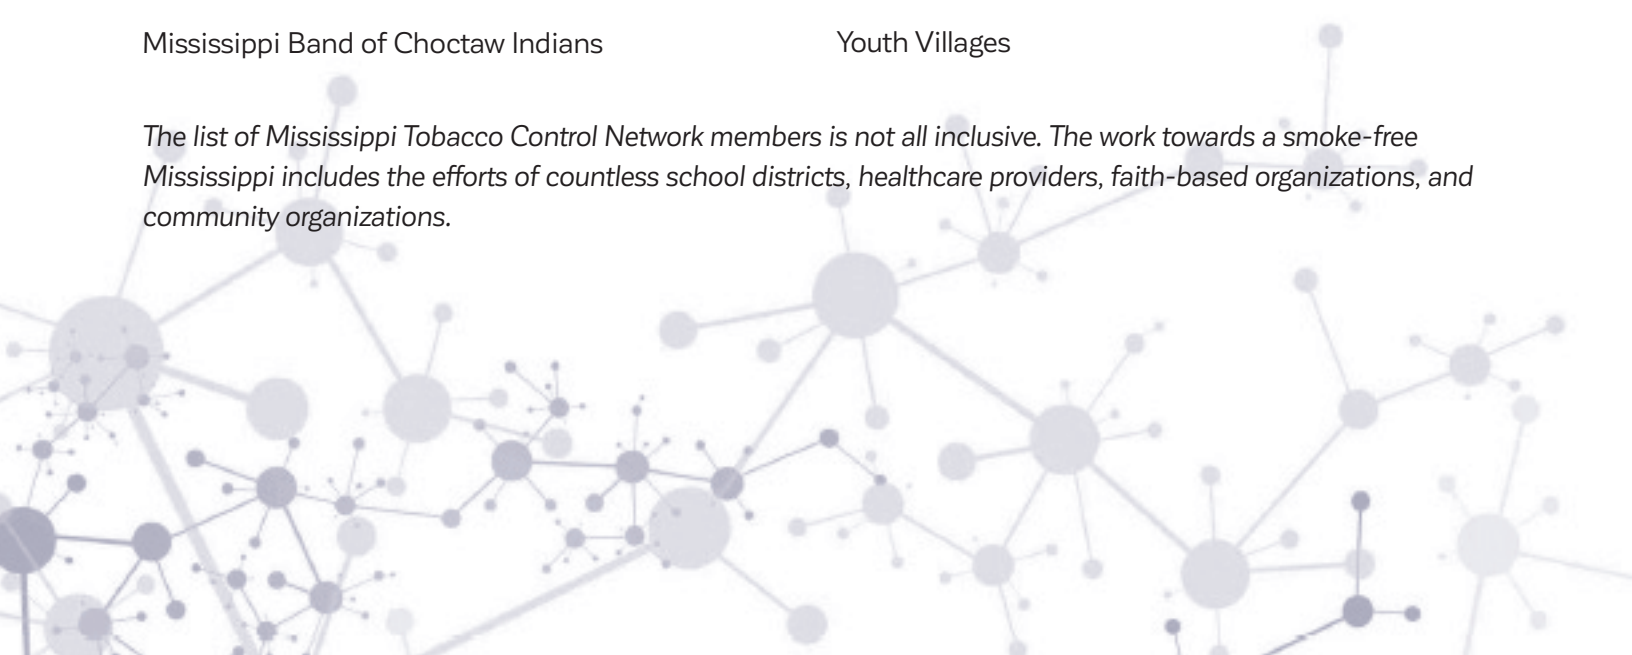 Mississippi Band of Choctaw Indians
Youth Villages
The list of Mississippi Tobacco Control Network members is not all inclusive. The work towards a smoke-free
Mississippi includes the efforts of countless school districts, healthcare providers, faith-based organizations, and
community organizations.